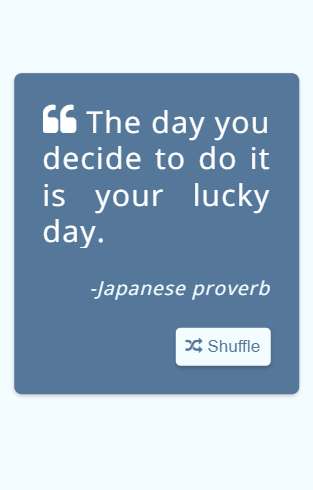 ❝ The day you
decide to do it
is your lucky
day.
-Japanese proverb
Shuffle